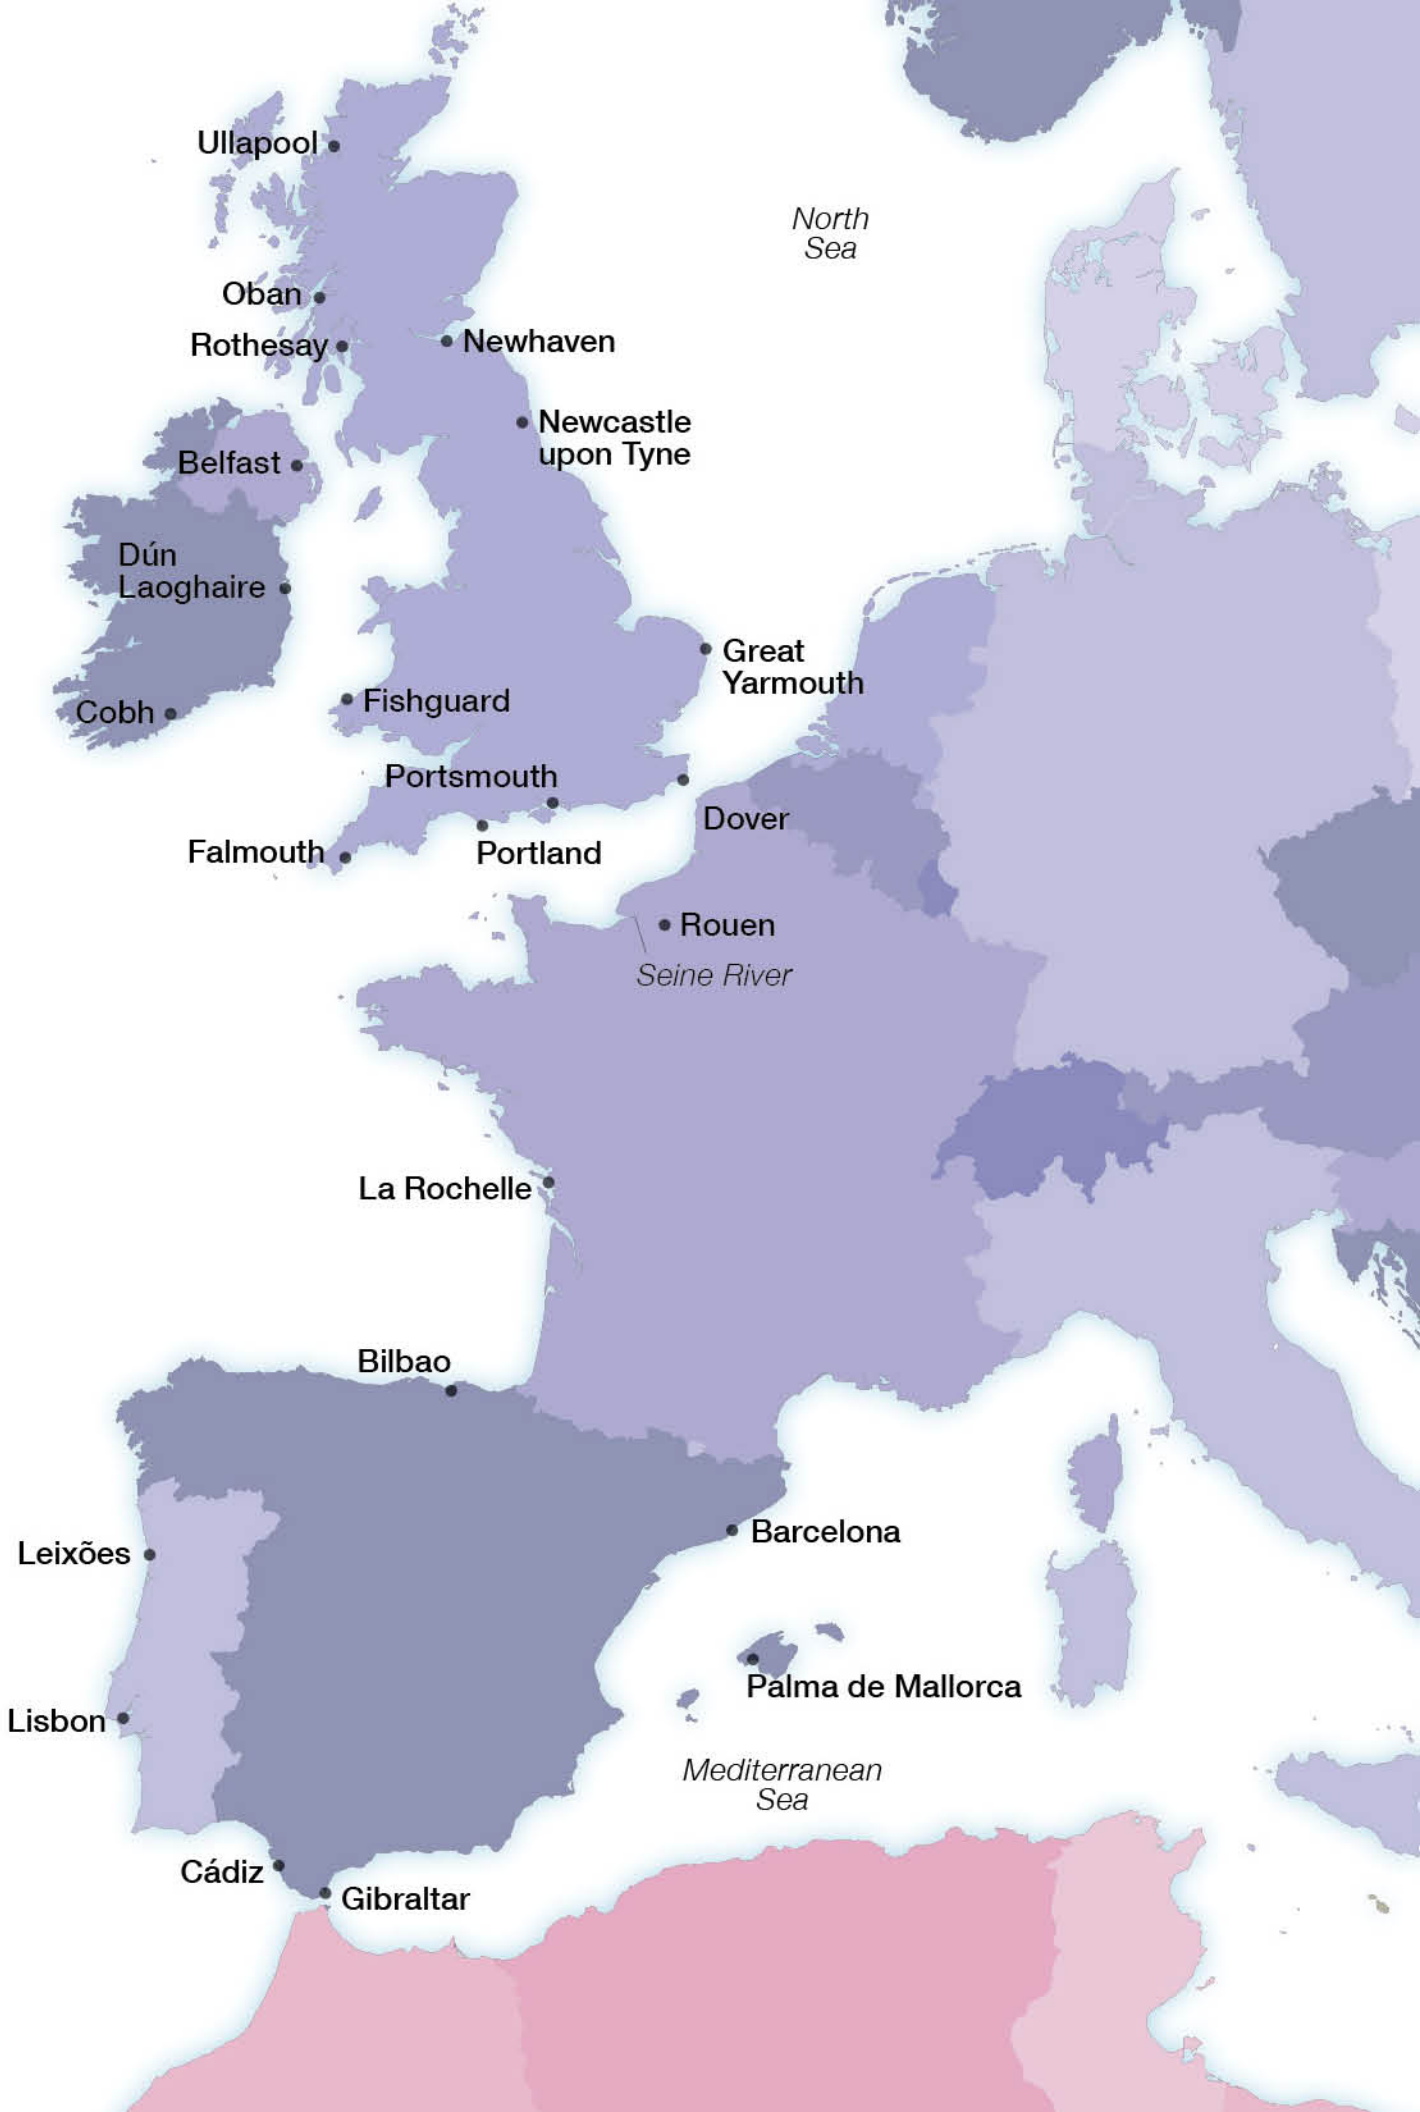 Ullapool
North
Sea
Oban
Rothesay
Newhaven
Newcastle
upon Tyne
Belfast
Dún
Laoghaire
Great
Yarmouth
Fishguard
Cobh
Portsmouth
Dover
Falmouth
Portland
Rouen
Seine River
La Rochelle
Bilbao
Barcelona
Leixões
Palma de Mallorca
Lisbon
Mediterranean
Sea
Cádiz
Gibraltar